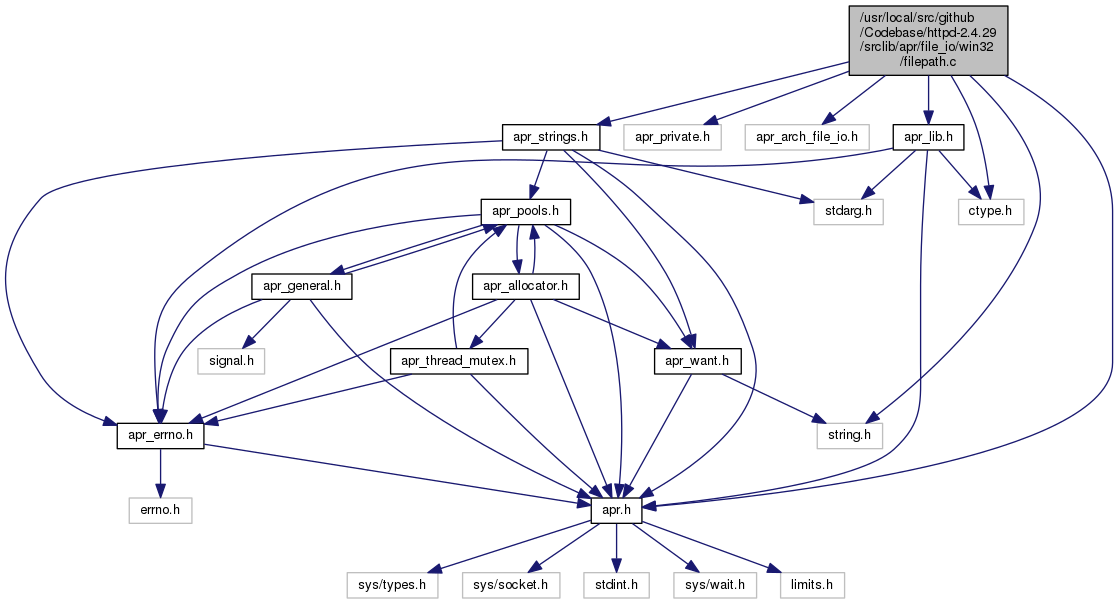 /usr/local/src/github
/Codebase/httpd-2.4.29
/srclib/apr/file_io/win32
/filepath.c
apr_strings.h
apr_private.h
apr_arch_file_io.h
apr_lib.h
apr_pools.h
stdarg.h
ctype.h
apr_general.h
apr_allocator.h
signal.h
apr_thread_mutex.h
apr_want.h
apr_errno.h
string.h
errno.h
apr.h
sys/types.h
sys/socket.h
stdint.h
sys/wait.h
limits.h